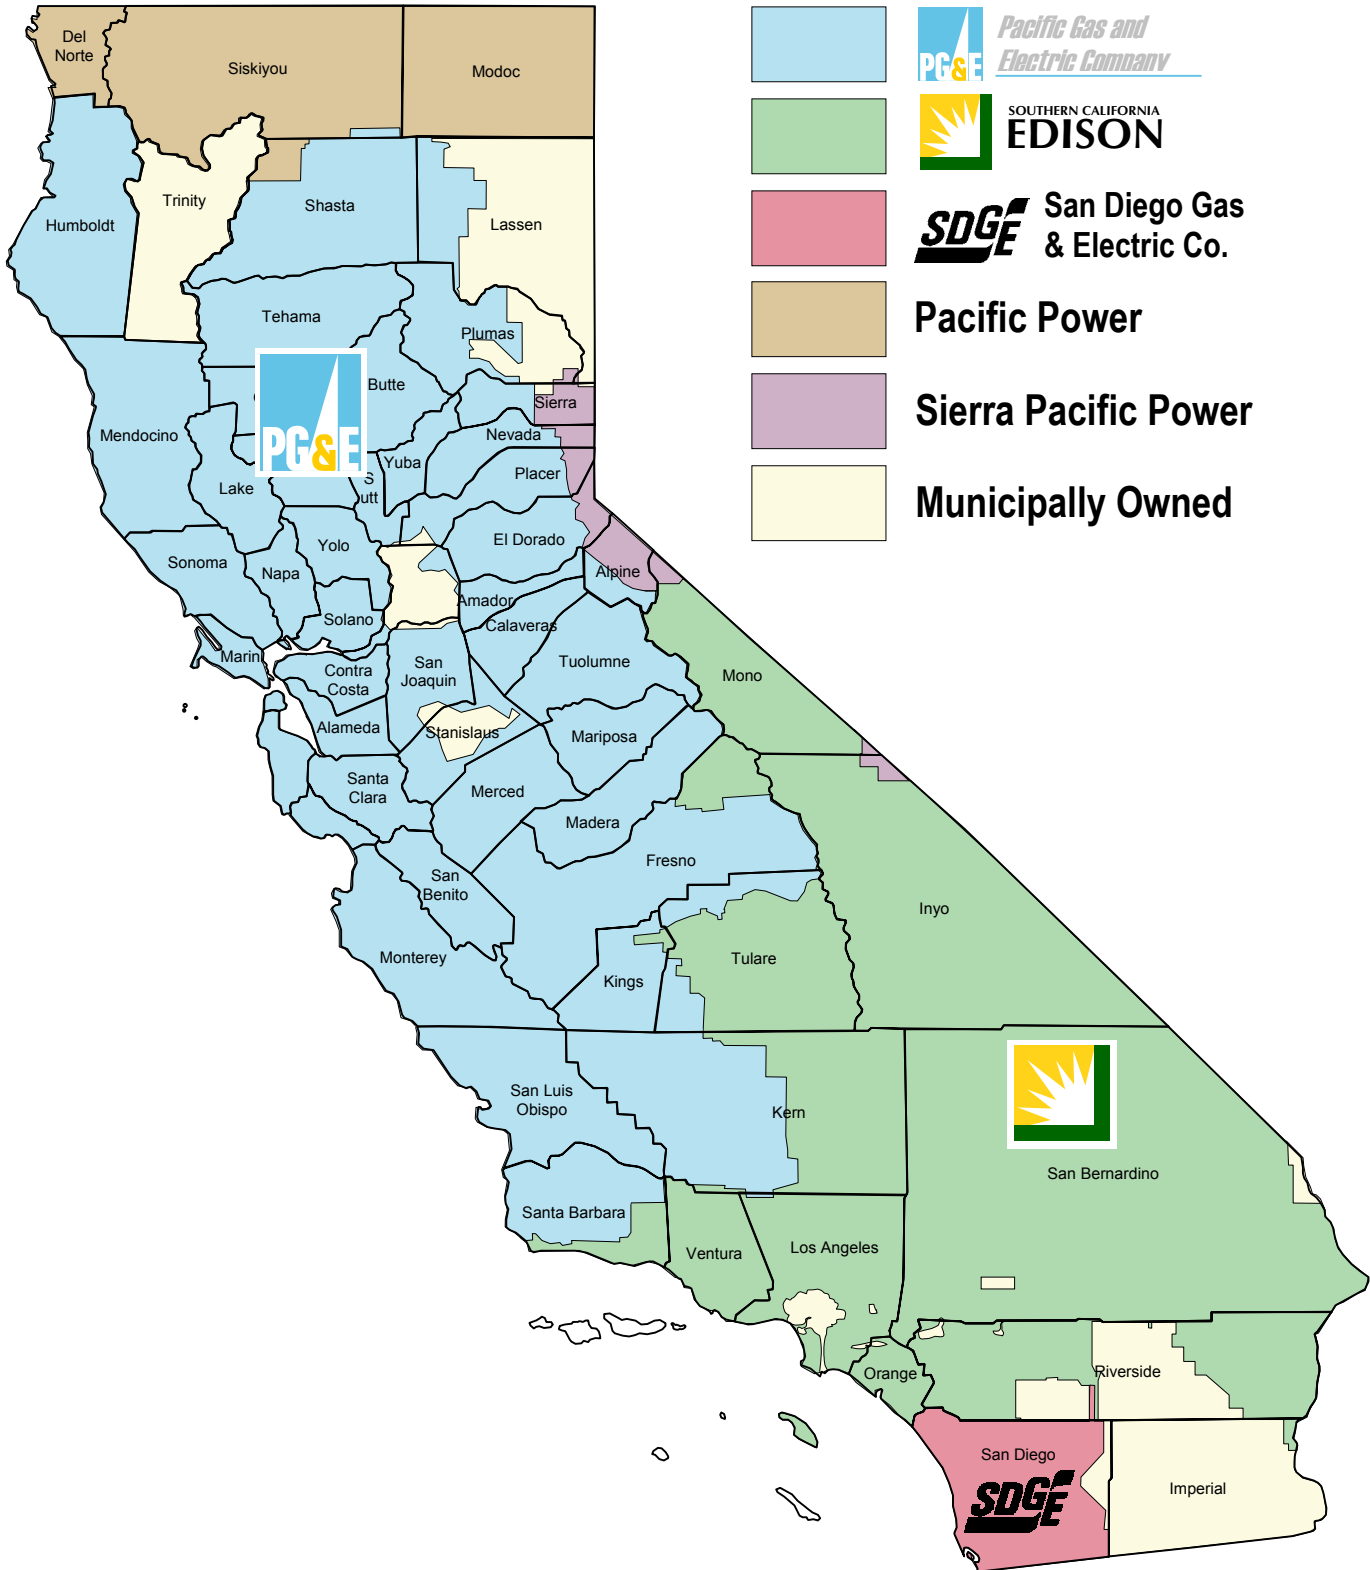 Del
Norte
Siskiyou
Modoc
PG&E
Pacific Gas and
Electric Company
SOUTHERN CALIFORNIA
EDISON
SDGE
San Diego Gas
& Electric Co.
Pacific Power
Sierra Pacific Power
Municipally Owned
Humboldt
Trinity
Shasta
Lassen
Tehama
Plumas
Butte
PG&E
Sierra
Mendocino
Nevada
Yuba
Placer
Lake
S
utt
Yolo
El Dorado
Sonoma
Napa
Alpine
Amador
Solano
Calaveras
Marin
Contra
Costa
San
Joaquin
Tuolumne
Mono
Alameda
Stanislaus
Mariposa
Santa
Clara
Merced
Madera
Fresno
San
Benito
Inyo
Monterey
Kings
Tulare
San Luis
Obispo
Kern
San Bernardino
Santa Barbara
Ventura
Los Angeles
Orange
Riverside
San Diego
SDGE
Imperial